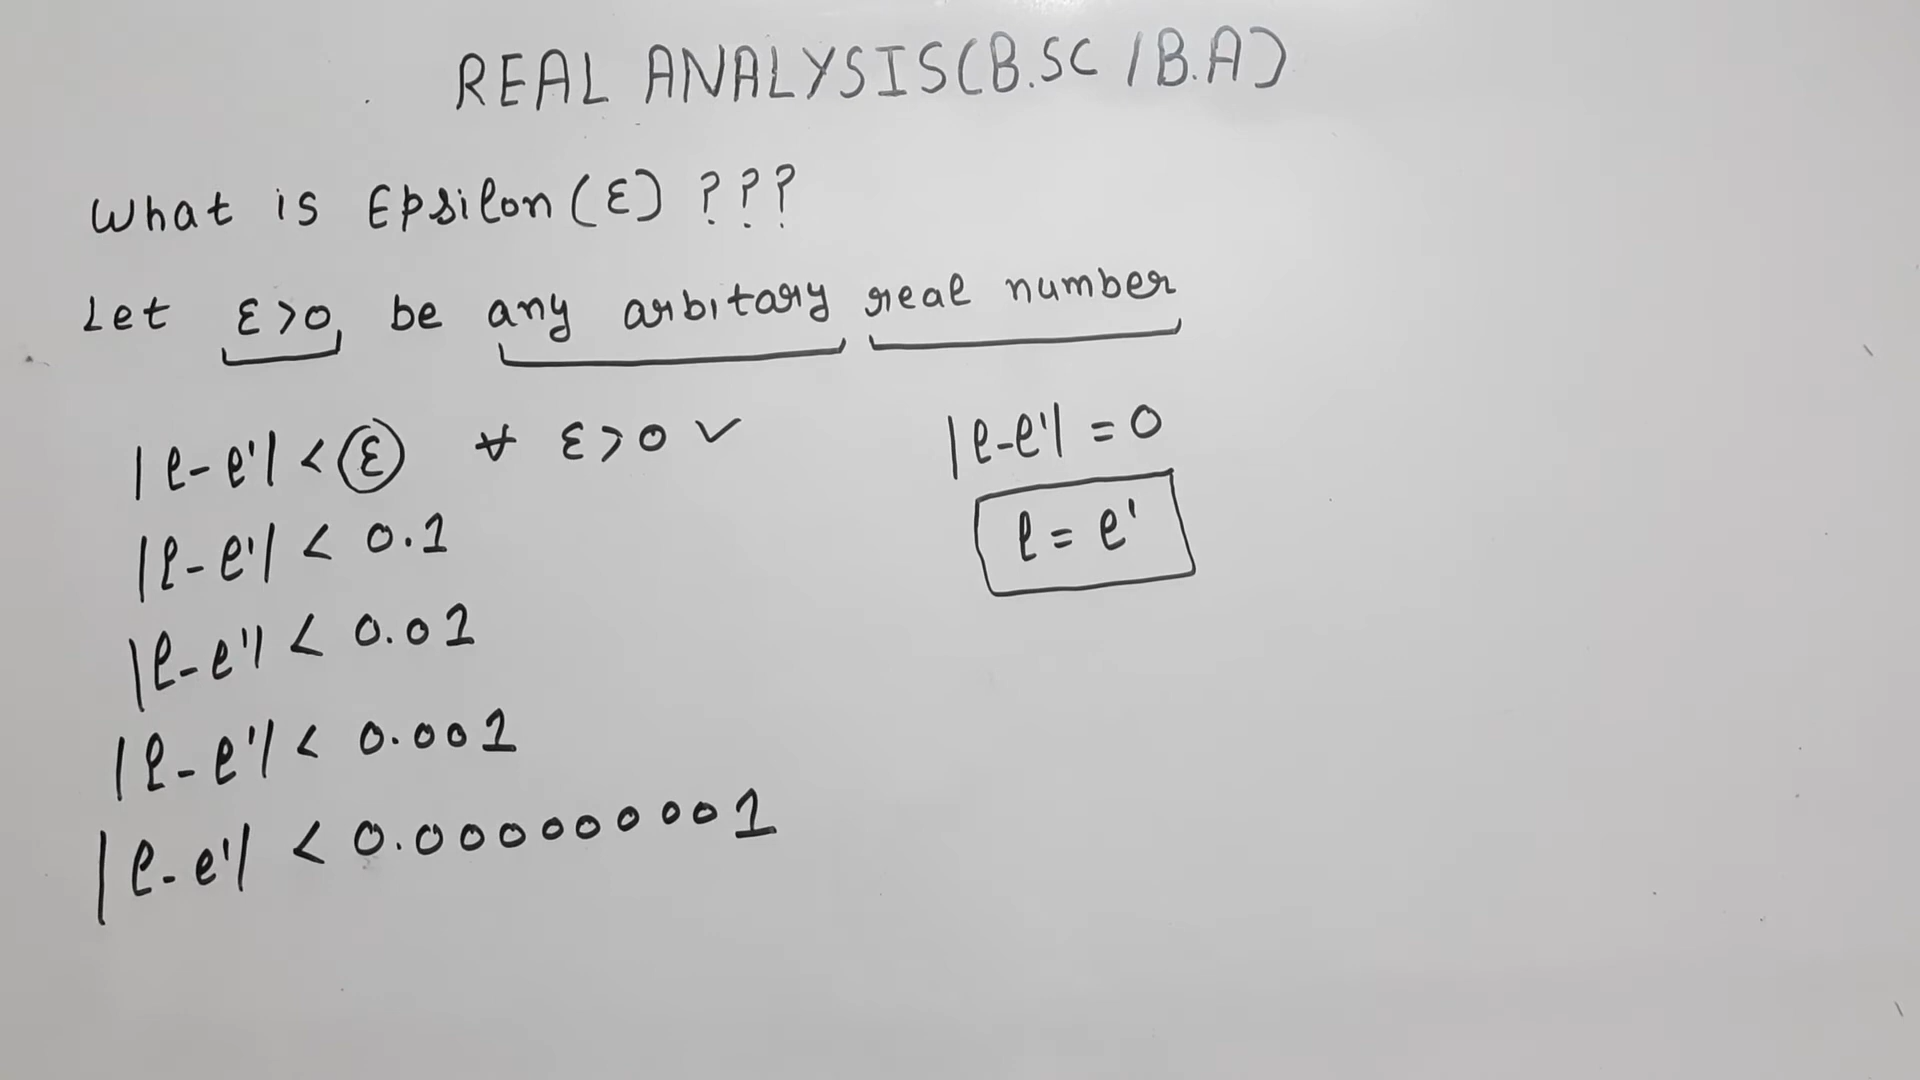 REAL ANALYSIS(B.SC / B.A)
What is Epsilon (ε) ???
Let ε>0, be any arbitary real number
|l-l'| < ε ∀ ε>0 ✓
|l-l'| < 0.1
|l-l'| < 0.01
|l-l'| < 0.001
|l-l'| < 0.0000000001
|l-l'| = 0
l = l'